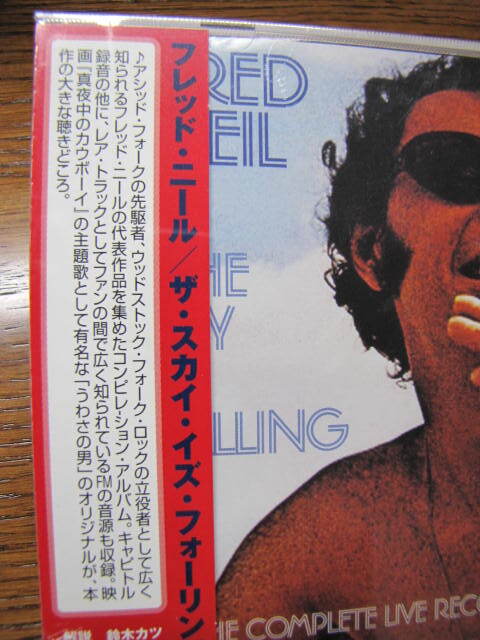 フレッド・ニール／ザ・スカイ・イズ・フォーリン
♪アシッド・フォークの先駆者、ウッドストック・フォーク・ロックの立役者として広く
知られるフレッド・ニールの代表作品を集めたコンピレション・アルバム。キャピトル
録音の他に、レア・トラックとしてファンの間で広く知られているFMの音源も収録。映
画『真夜中のカウボーイ』の主題歌として有名な「うわさの男」のオリジナルが、本
作の大きな聴きどころ。
解説 鈴木カツ
RED
EIL
HE
Y
LLING
HE COMPLETE LIVE RECO